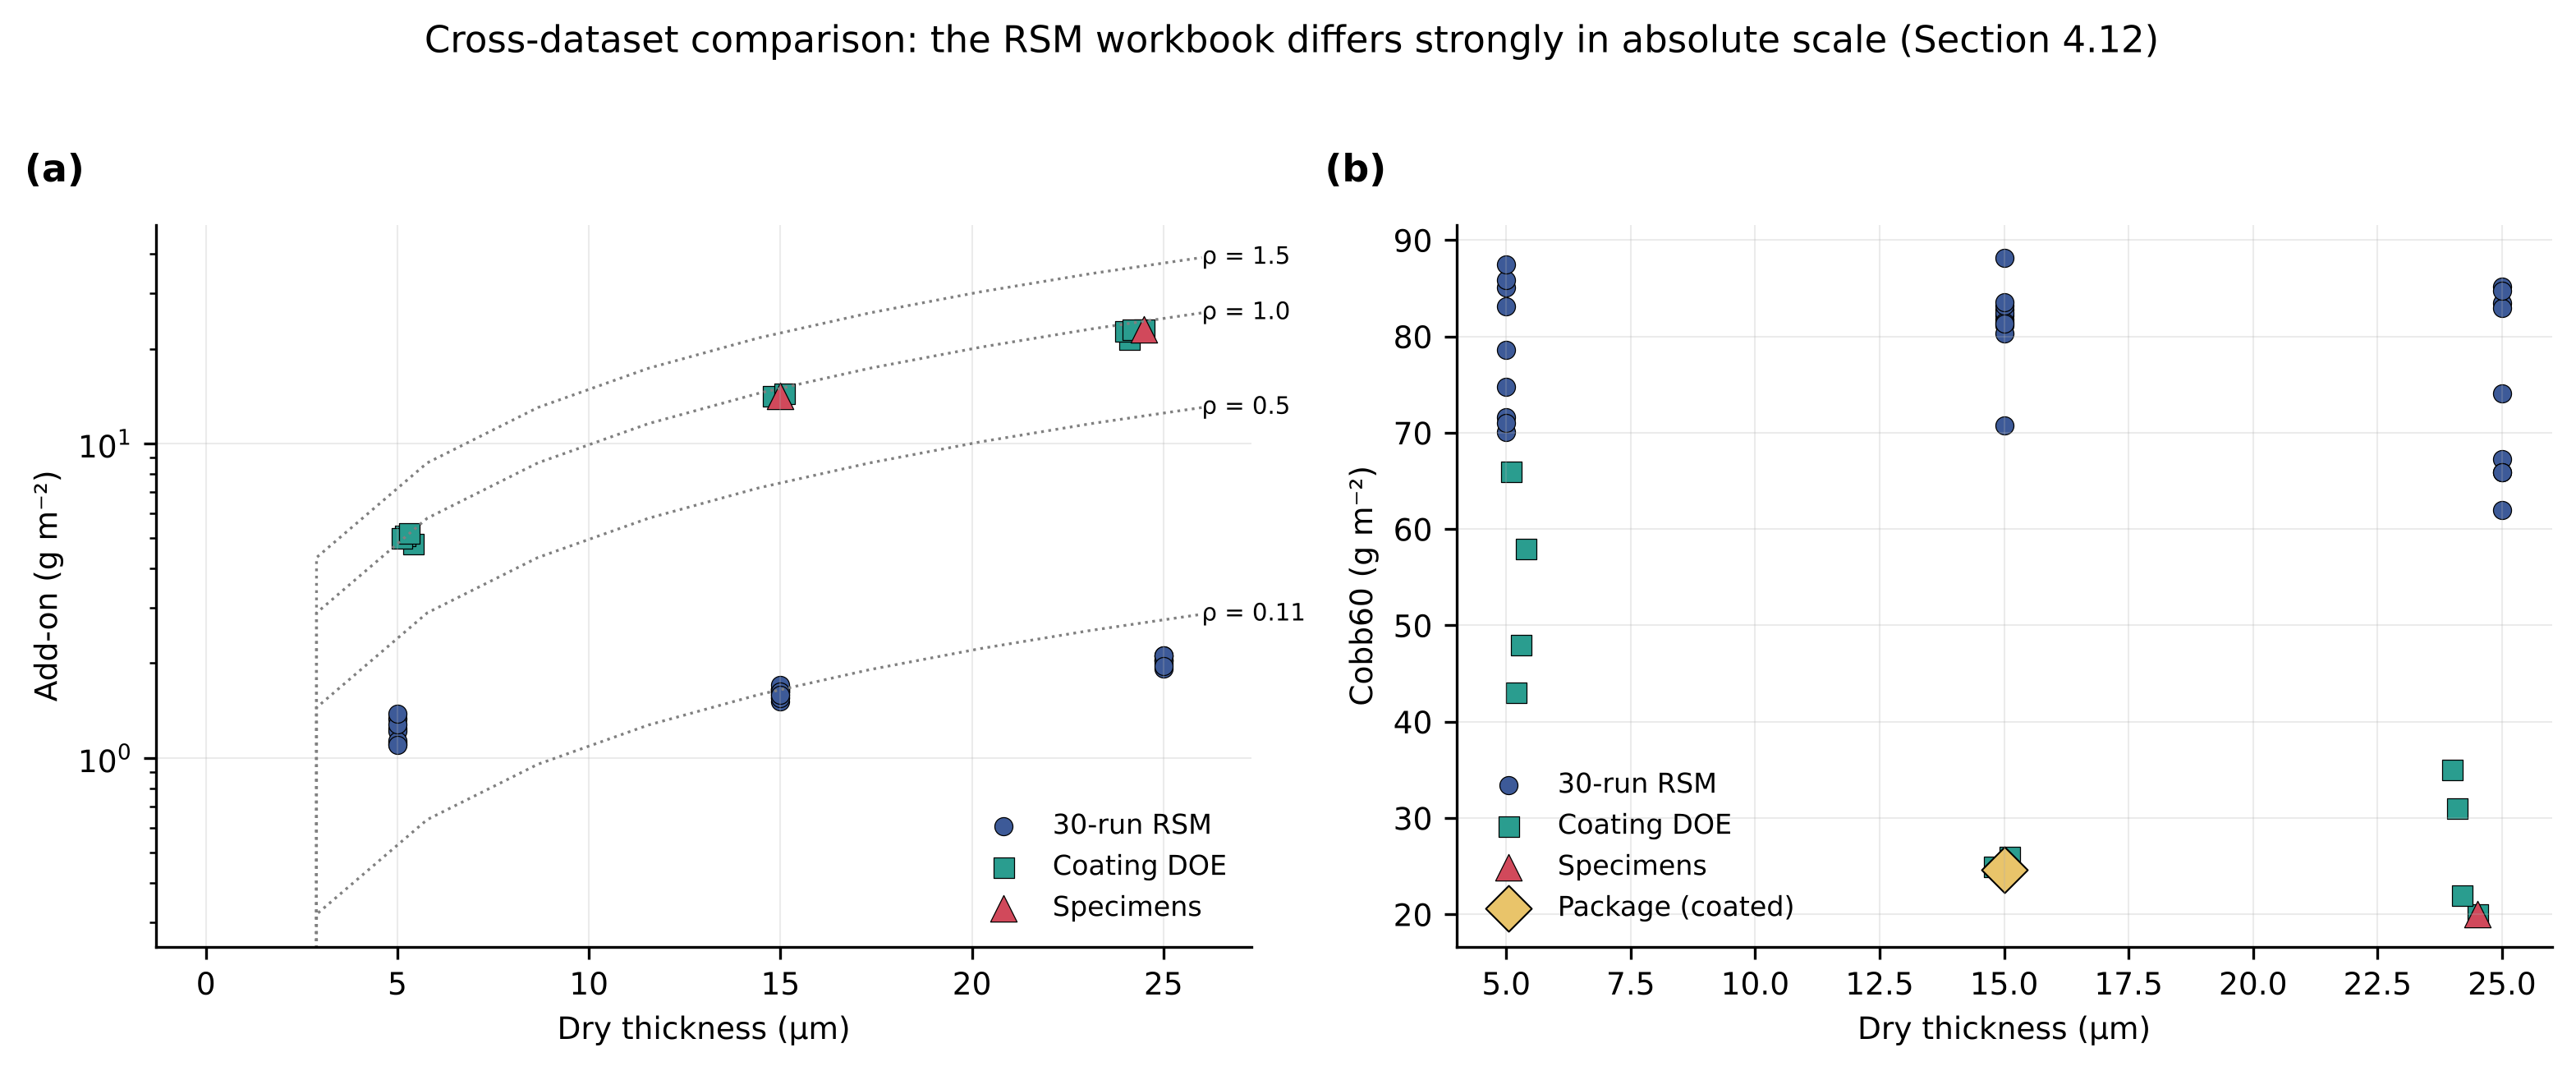 Cross-dataset comparison: the RSM workbook differs strongly in absolute scale (Section 4.12)
(a)
Add-on (g m⁻²)
10¹
10⁰
ρ = 1.5
ρ = 1.0
ρ = 0.5
ρ = 0.11
30-run RSM
Coating DOE
Specimens
0 5 10 15 20 25
Dry thickness (μm)
(b)
Cobb60 (g m⁻²)
90
80
70
60
50
40
30
20
30-run RSM
Coating DOE
Specimens
Package (coated)
5.0 7.5 10.0 12.5 15.0 17.5 20.0 22.5 25.0
Dry thickness (μm)